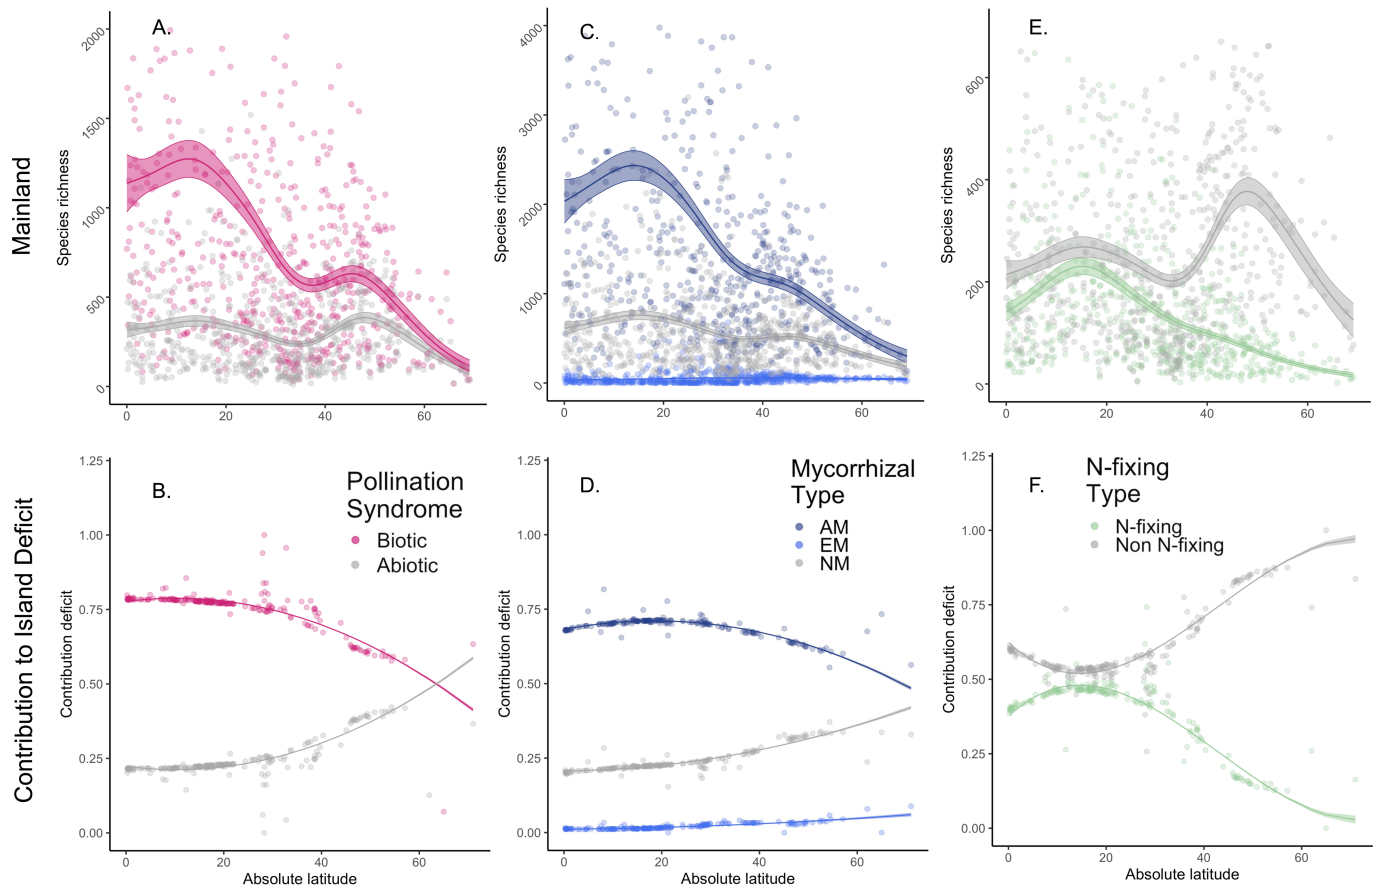 Mainland
A.
Species richness
2000
1500
1000
500
0
0
20
40
60
C.
Species richness
4000
3000
2000
1000
0
0
20
40
60
E.
Species richness
600
400
200
0
0
20
40
60
Contribution to Island Deficit
B.
Contribution deficit
1.25
1.00
0.75
0.50
0.25
0.00
Pollination
Syndrome
Biotic
Abiotic
0
20
40
60
Absolute latitude
D.
Contribution deficit
1.25
1.00
0.75
0.50
0.25
0.00
Mycorrhizal
Type
AM
EM
NM
0
20
40
60
Absolute latitude
F.
Contribution deficit
1.25
1.00
0.75
0.50
0.25
0.00
N-fixing
Type
N-fixing
Non N-fixing
0
20
40
60
Absolute latitude